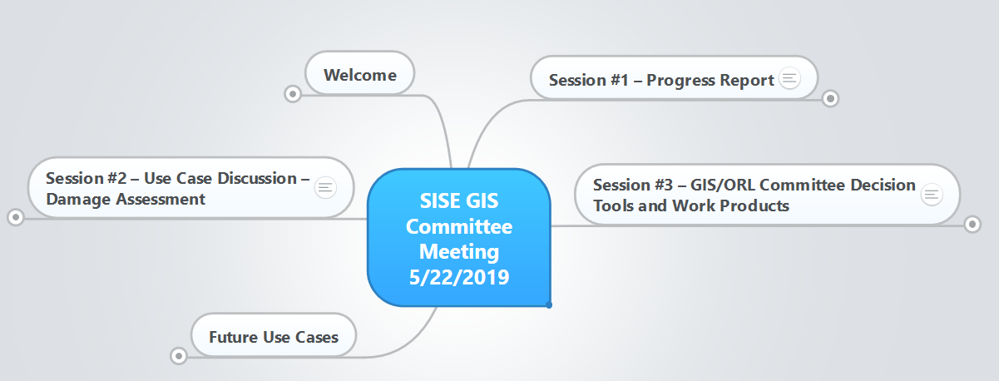 Welcome
Session #1 – Progress Report
Session #2 – Use Case Discussion –
Damage Assessment
Session #3 – GIS/ORL Committee Decision
Tools and Work Products
SISE GIS
Committee
Meeting
5/22/2019
Future Use Cases